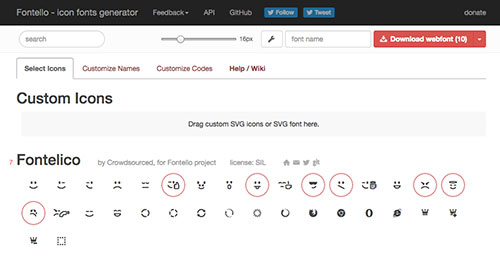 Fontello - icon fonts generator Feedback API GitHub Follow Tweet donate
search 16px font name Download webfont (10)
Select Icons Customize Names Customize Codes Help / Wiki
Custom Icons
Drag custom SVG icons or SVG font here.
7 Fontelico by Crowdsourced, for Fontello project license: SIL